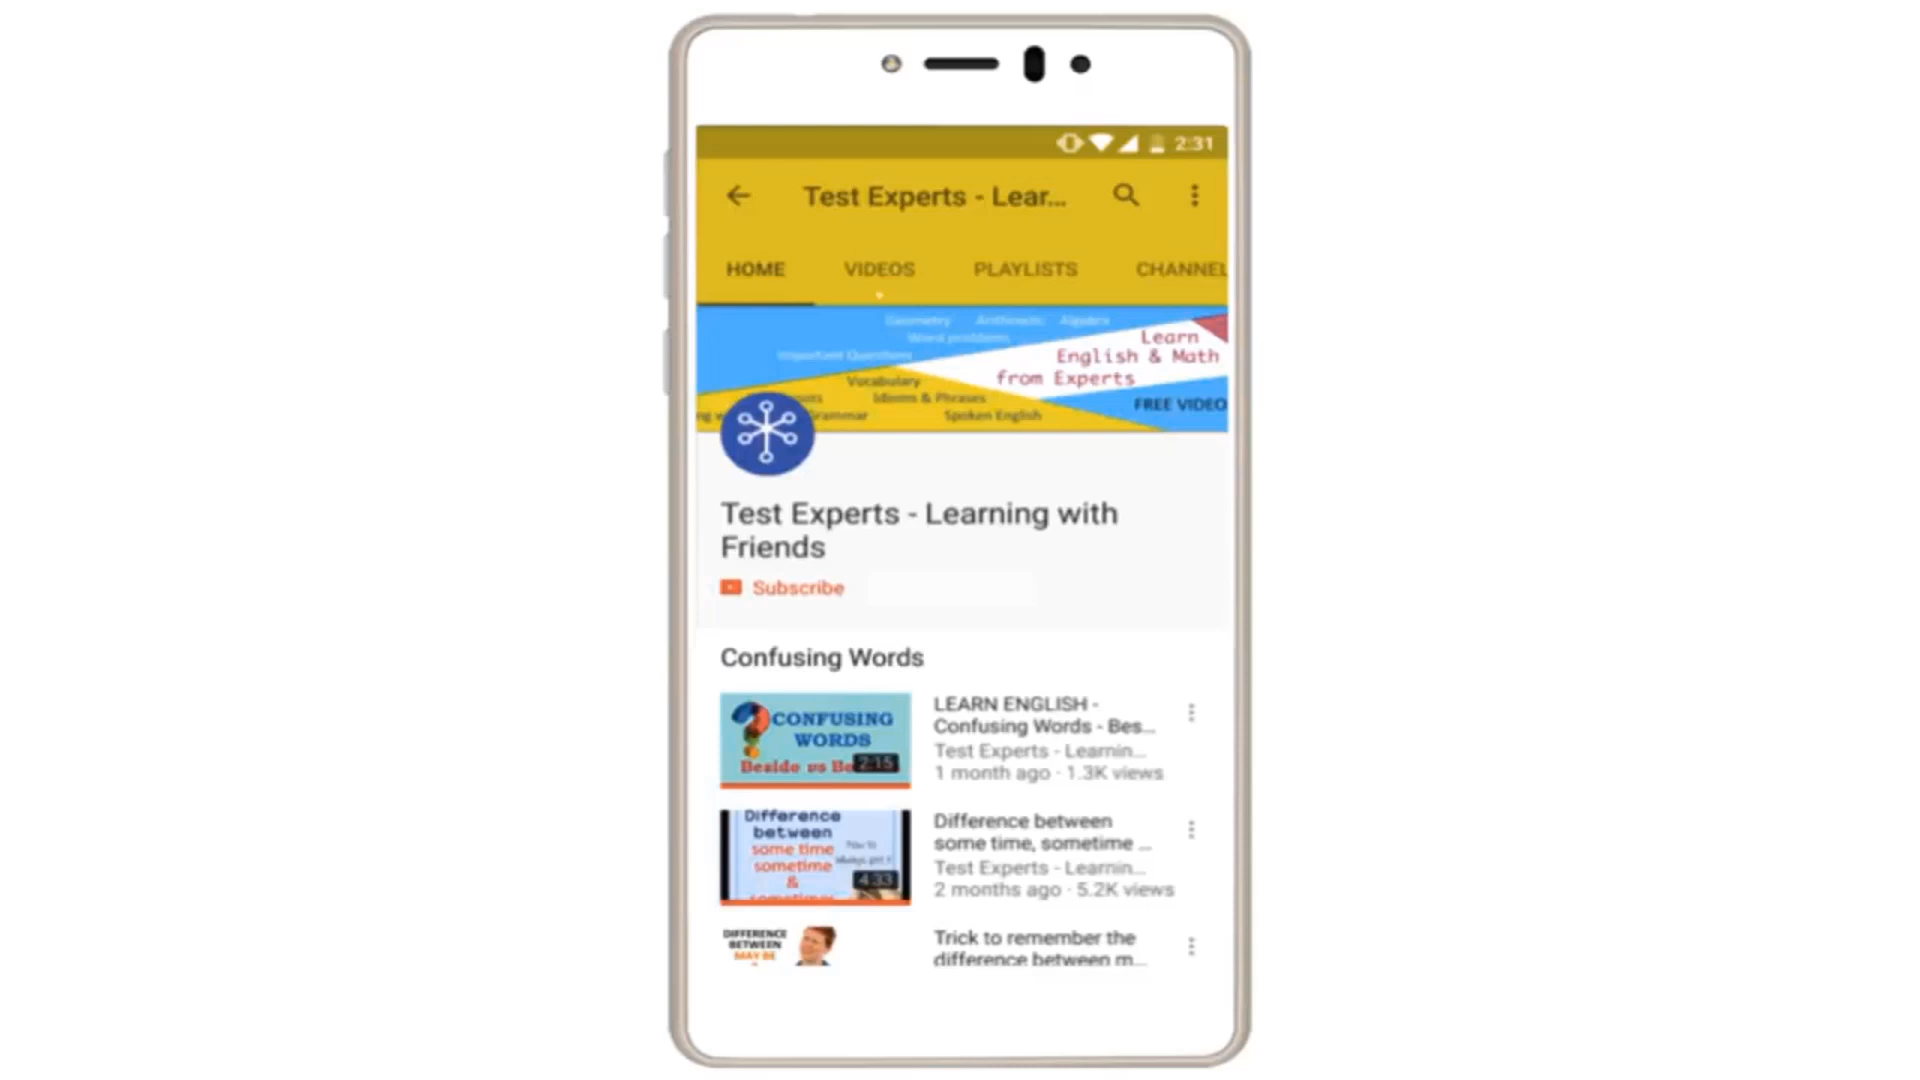 2:31
Test Experts - Lear...
HOME VIDEOS PLAYLISTS CHANNEL
Geometry Arithmetic Algebra
Word problems
Important Questions
Learn
English & Math
from Experts
Vocabulary
Idioms & Phrases
FREE VIDEO
Grammar
Spoken English
Test Experts - Learning with
Friends
Subscribe
Confusing Words
CONFUSING
WORDS
Beside vs Be
2:15
LEARN ENGLISH -
Confusing Words - Bes...
Test Experts - Learnin...
1 month ago · 1.3K views
Difference
between
some time
sometime
&
sometimes
4:33
Difference between
some time, sometime ...
Test Experts - Learnin...
2 months ago · 5.2K views
DIFFERENCE
BETWEEN
MAY BE
Trick to remember the
difference between m...